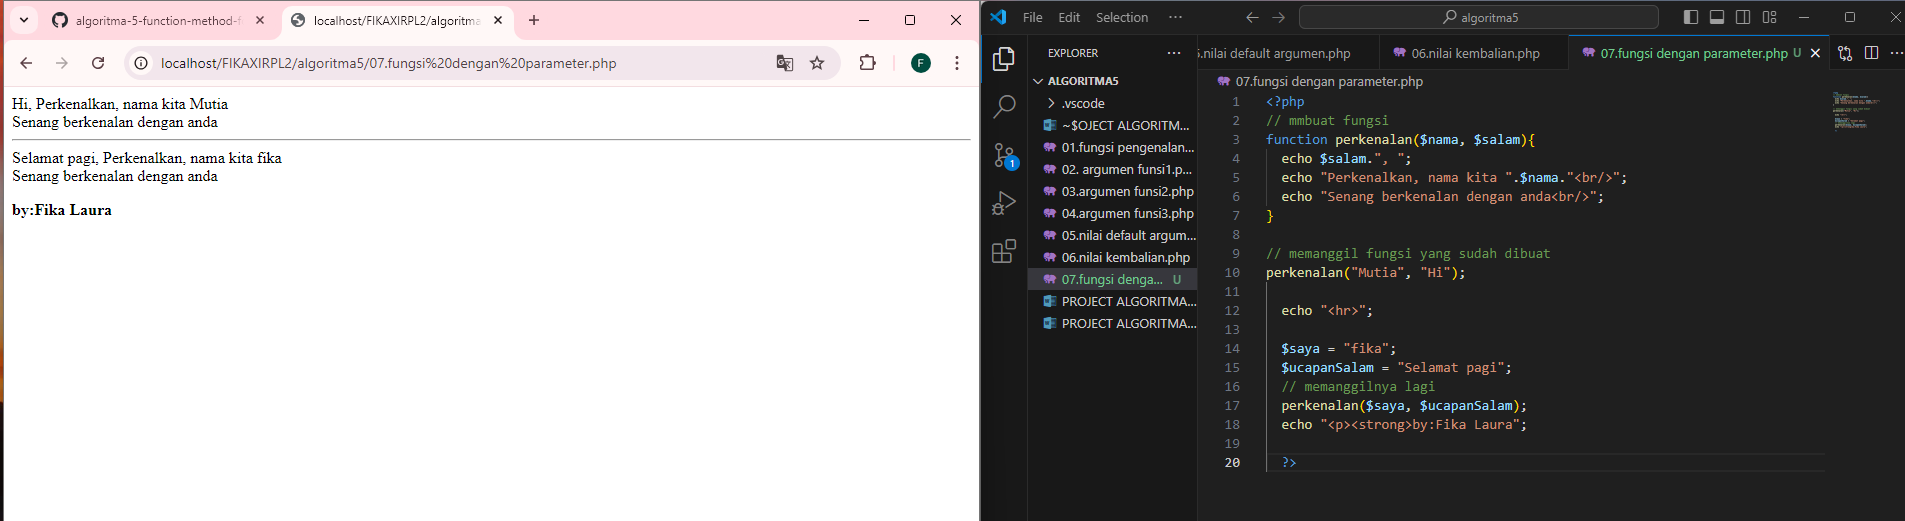 algoritma-5-function-method-f
localhost/FIKAXIRPL2/algoritma
localhost/FIKAXIRPL2/algoritma5/07.fungsi%20dengan%20parameter.php
F
Hi, Perkenalkan, nama kita Mutia
Senang berkenalan dengan anda
Selamat pagi, Perkenalkan, nama kita fika
Senang berkenalan dengan anda
by:Fika Laura
File Edit Selection ···
algoritma5
EXPLORER ···
ALGORITMA5
.vscode
~$OJECT ALGORITM...
01.fungsi pengenalan...
02. argumen funsi1.p...
03.argumen funsi2.php
04.argumen funsi3.php
05.nilai default argum...
06.nilai kembalian.php
07.fungsi denga... U
PROJECT ALGORITMA...
PROJECT ALGORITMA...
1
5.nilai default argumen.php
06.nilai kembalian.php
07.fungsi dengan parameter.php U
07.fungsi dengan parameter.php
1 <?php
2 // mmbuat fungsi
3 function perkenalan($nama, $salam){
4 echo $salam.", ";
5 echo "Perkenalkan, nama kita ".$nama."<br/>";
6 echo "Senang berkenalan dengan anda<br/>";
7 }
8
9 // memanggil fungsi yang sudah dibuat
10 perkenalan("Mutia", "Hi");
11
12 echo "<hr>";
13
14 $saya = "fika";
15 $ucapanSalam = "Selamat pagi";
16 // memanggilnya lagi
17 perkenalan($saya, $ucapanSalam);
18 echo "<p><strong>by:Fika Laura";
19
20 ?>